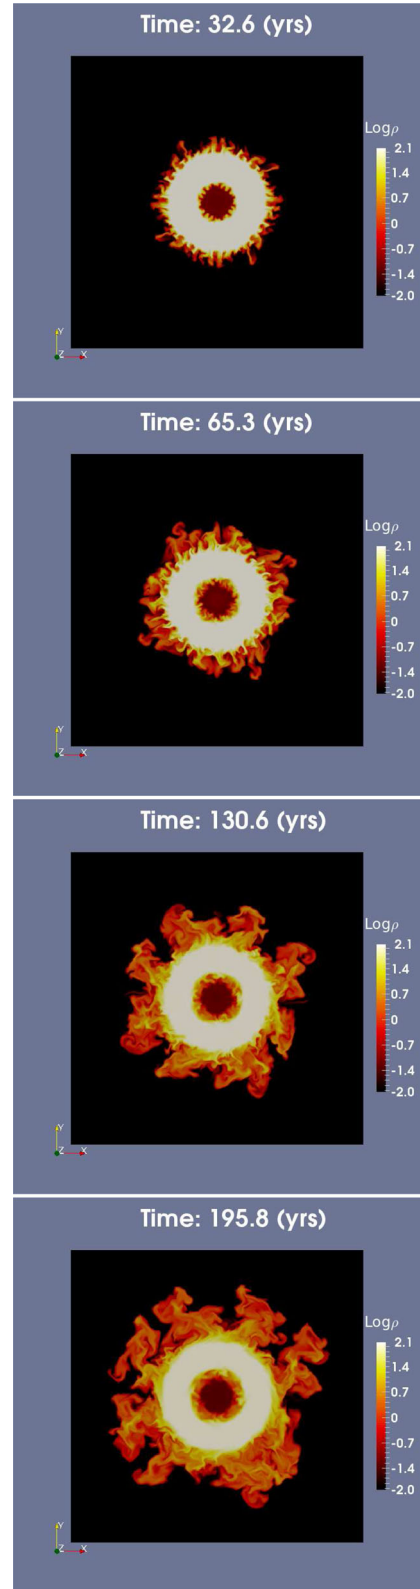 Time: 32.6 (yrs)
Logρ
2.1
1.4
0.7
0
-0.7
-1.4
-2.0
Y
Z X
Time: 65.3 (yrs)
Logρ
2.1
1.4
0.7
0
-0.7
-1.4
-2.0
Y
Z X
Time: 130.6 (yrs)
Logρ
2.1
1.4
0.7
0
-0.7
-1.4
-2.0
Y
Z X
Time: 195.8 (yrs)
Logρ
2.1
1.4
0.7
0
-0.7
-1.4
-2.0
Y
Z X